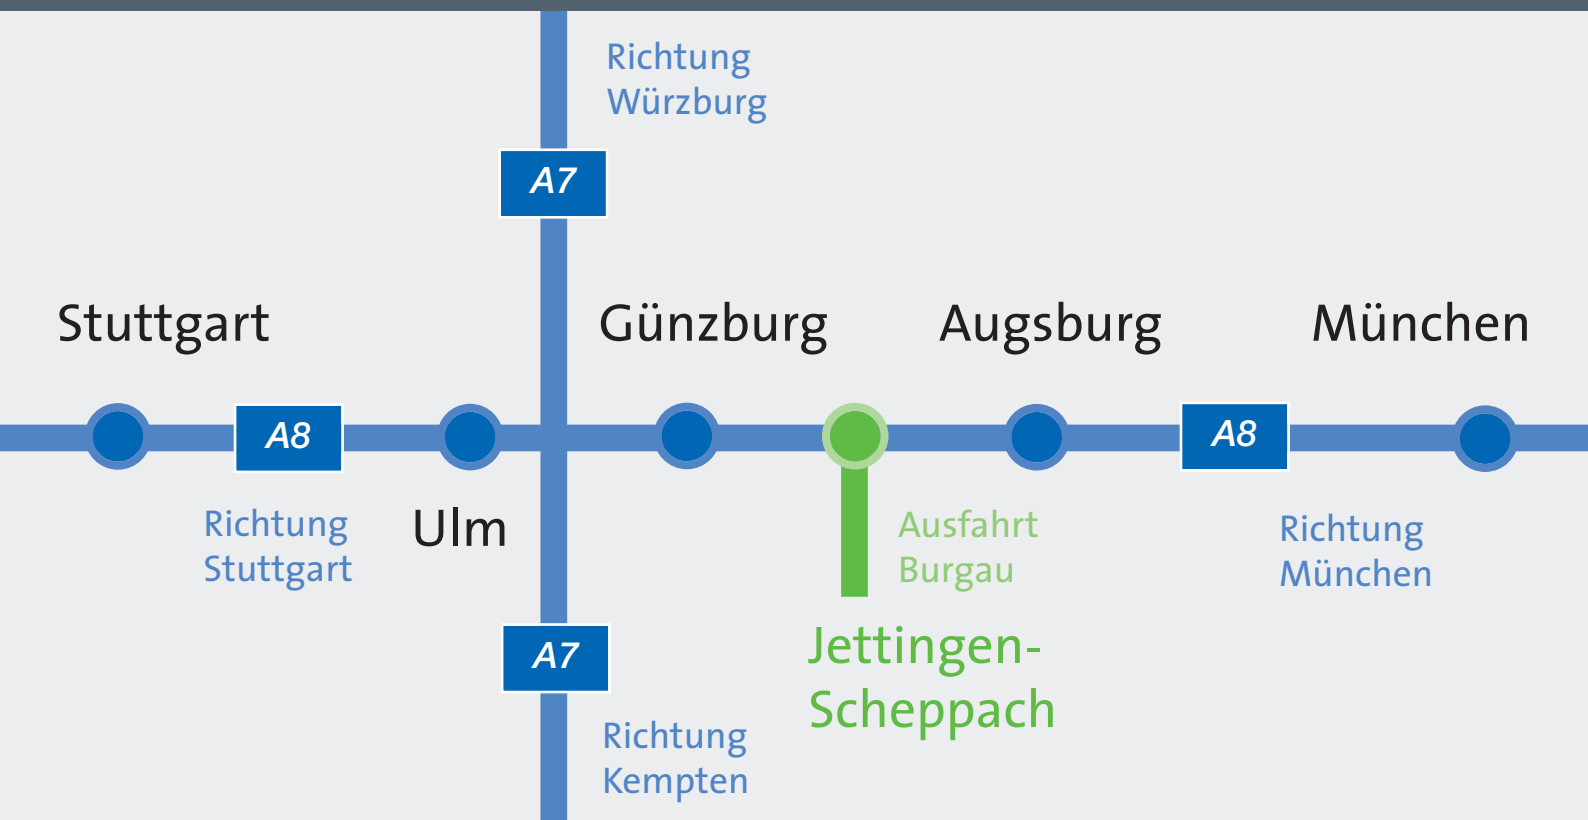 Richtung
Würzburg
A7
Stuttgart
Günzburg
Augsburg
München
A8
A8
Richtung
Stuttgart
Ulm
Ausfahrt
Burgau
Richtung
München
A7
Jettingen-
Scheppach
Richtung
Kempten